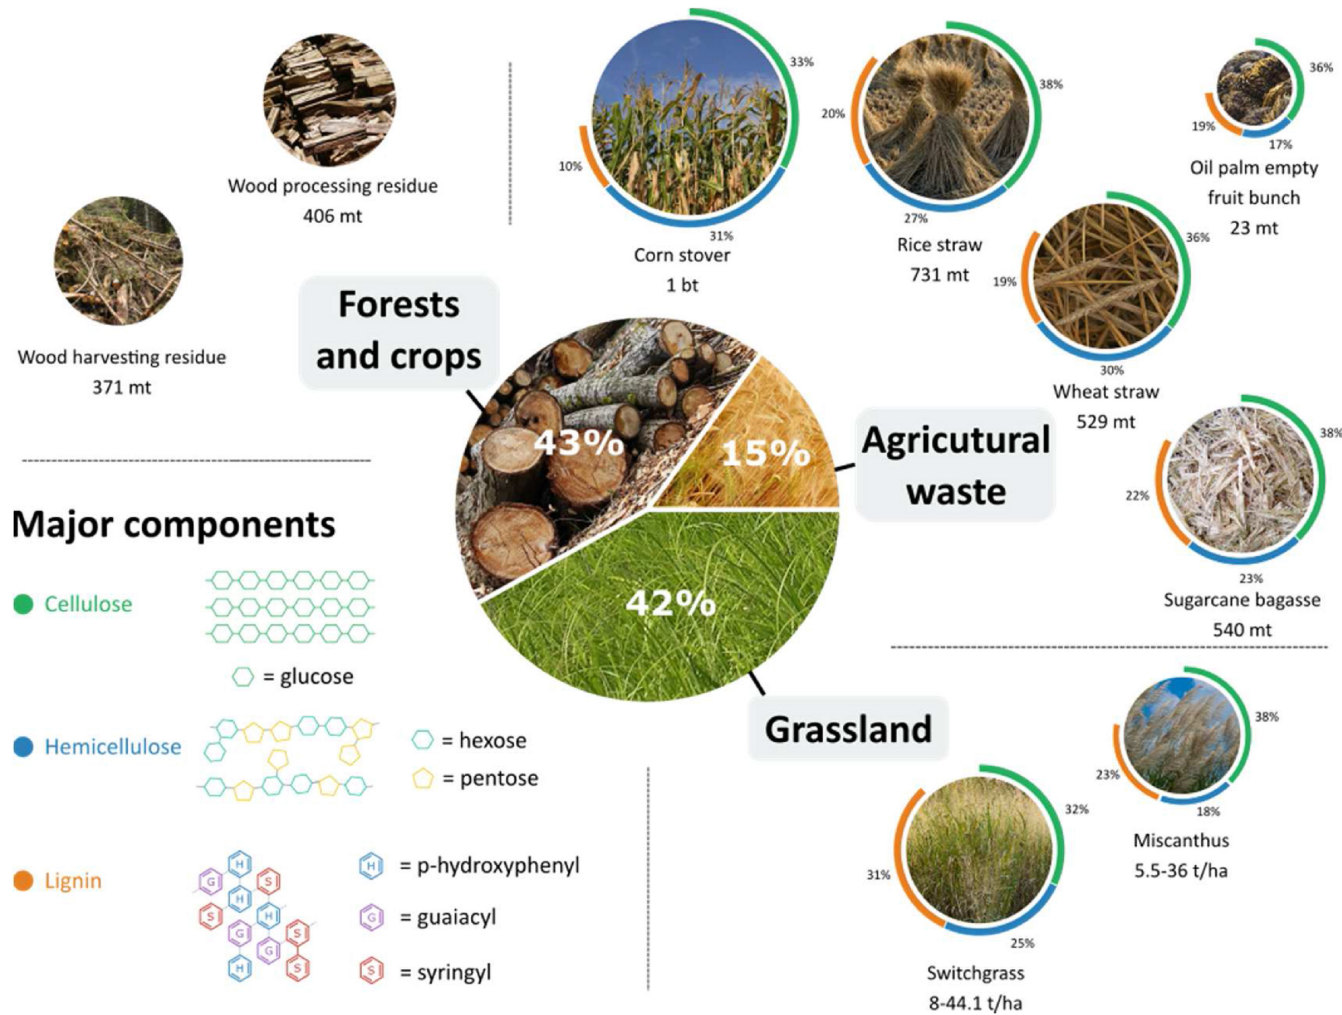 Wood processing residue
406 mt
Wood harvesting residue
371 mt
Forests
and crops
43%
15%
42%
Agricutural
waste
Grassland
33%
31%
10%
Corn stover
1 bt
38%
27%
20%
Rice straw
731 mt
36%
17%
19%
Oil palm empty
fruit bunch
23 mt
36%
30%
19%
Wheat straw
529 mt
38%
23%
22%
Sugarcane bagasse
540 mt
38%
18%
23%
Miscanthus
5.5-36 t/ha
32%
25%
31%
Switchgrass
8-44.1 t/ha
Major components
Cellulose
= glucose
Hemicellulose
= hexose
= pentose
Lignin
H
G
S
S
H
H
G
G
S
H
S
H = p-hydroxyphenyl
G = guaiacyl
S = syringyl